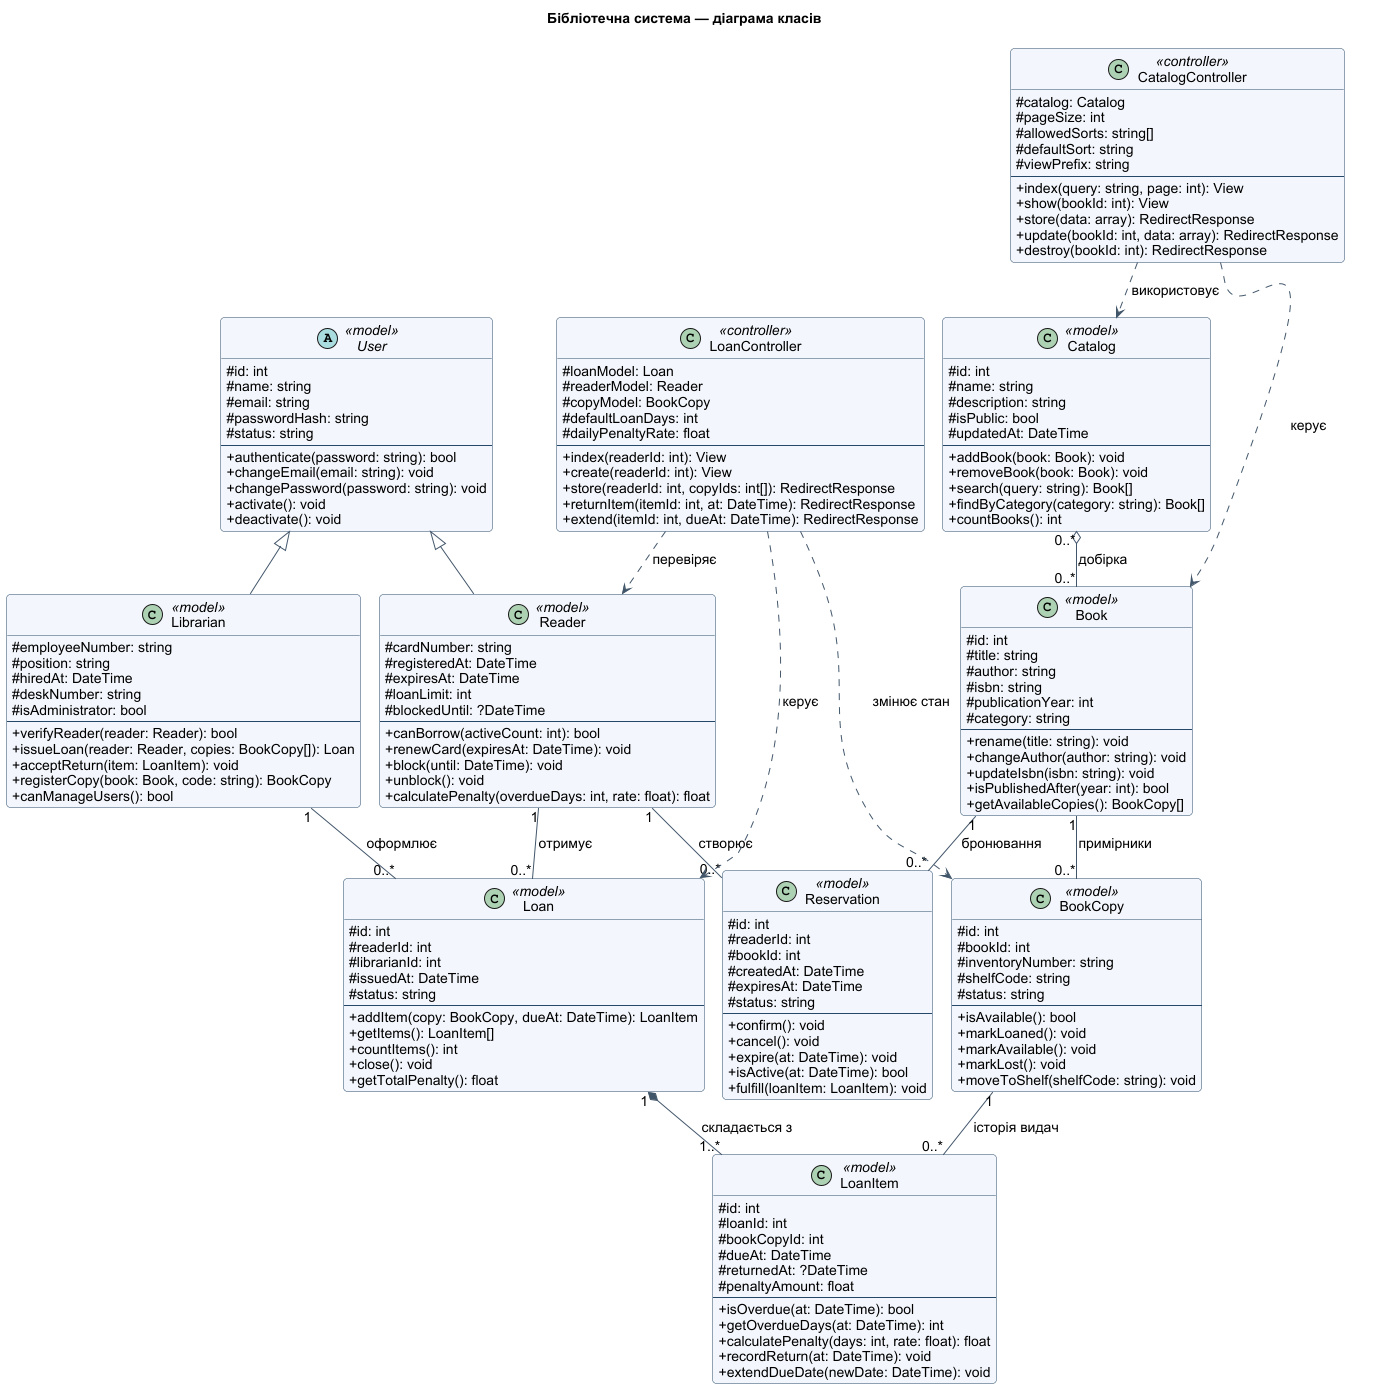 Бібліотечна система — діаграма класів
«controller»
C
CatalogController
#catalog: Catalog
#pageSize: int
#allowedSorts: string[]
#defaultSort: string
#viewPrefix: string
+index(query: string, page: int): View
+show(bookId: int): View
+store(data: array): RedirectResponse
+update(bookId: int, data: array): RedirectResponse
+destroy(bookId: int): RedirectResponse
використовує
керує
«model»
A
User
#id: int
#name: string
#email: string
#passwordHash: string
#status: string
+authenticate(password: string): bool
+changeEmail(email: string): void
+changePassword(password: string): void
+activate(): void
+deactivate(): void
«controller»
C
LoanController
#loanModel: Loan
#readerModel: Reader
#copyModel: BookCopy
#defaultLoanDays: int
#dailyPenaltyRate: float
+index(readerId: int): View
+create(readerId: int): View
+store(readerId: int, copyIds: int[]): RedirectResponse
+returnItem(itemId: int, at: DateTime): RedirectResponse
+extend(itemId: int, dueAt: DateTime): RedirectResponse
«model»
C
Catalog
#id: int
#name: string
#description: string
#isPublic: bool
#updatedAt: DateTime
+addBook(book: Book): void
+removeBook(book: Book): void
+search(query: string): Book[]
+findByCategory(category: string): Book[]
+countBooks(): int
0..*
добірка
0..*
перевіряє
керує
змінює стан
«model»
C
Librarian
#employeeNumber: string
#position: string
#hiredAt: DateTime
#deskNumber: string
#isAdministrator: bool
+verifyReader(reader: Reader): bool
+issueLoan(reader: Reader, copies: BookCopy[]): Loan
+acceptReturn(item: LoanItem): void
+registerCopy(book: Book, code: string): BookCopy
+canManageUsers(): bool
«model»
C
Reader
#cardNumber: string
#registeredAt: DateTime
#expiresAt: DateTime
#loanLimit: int
#blockedUntil: ?DateTime
+canBorrow(activeCount: int): bool
+renewCard(expiresAt: DateTime): void
+block(until: DateTime): void
+unblock(): void
+calculatePenalty(overdueDays: int, rate: float): float
«model»
C
Book
#id: int
#title: string
#author: string
#isbn: string
#publicationYear: int
#category: string
+rename(title: string): void
+changeAuthor(author: string): void
+updateIsbn(isbn: string): void
+isPublishedAfter(year: int): bool
+getAvailableCopies(): BookCopy[]
1
оформлює
0..*
1
отримує
0..*
1
створює
0..*
1
бронювання
0..*
1
примірники
0..*
«model»
C
Loan
#id: int
#readerId: int
#librarianId: int
#issuedAt: DateTime
#status: string
+addItem(copy: BookCopy, dueAt: DateTime): LoanItem
+getItems(): LoanItem[]
+countItems(): int
+close(): void
+getTotalPenalty(): float
«model»
C
Reservation
#id: int
#readerId: int
#bookId: int
#createdAt: DateTime
#expiresAt: DateTime
#status: string
+confirm(): void
+cancel(): void
+expire(at: DateTime): void
+isActive(at: DateTime): bool
+fulfill(loanItem: LoanItem): void
«model»
C
BookCopy
#id: int
#bookId: int
#inventoryNumber: string
#shelfCode: string
#status: string
+isAvailable(): bool
+markLoaned(): void
+markAvailable(): void
+markLost(): void
+moveToShelf(shelfCode: string): void
1
складається з
1..*
1
історія видач
0..*
«model»
C
LoanItem
#id: int
#loanId: int
#bookCopyId: int
#dueAt: DateTime
#returnedAt: ?DateTime
#penaltyAmount: float
+isOverdue(at: DateTime): bool
+getOverdueDays(at: DateTime): int
+calculatePenalty(days: int, rate: float): float
+recordReturn(at: DateTime): void
+extendDueDate(newDate: DateTime): void